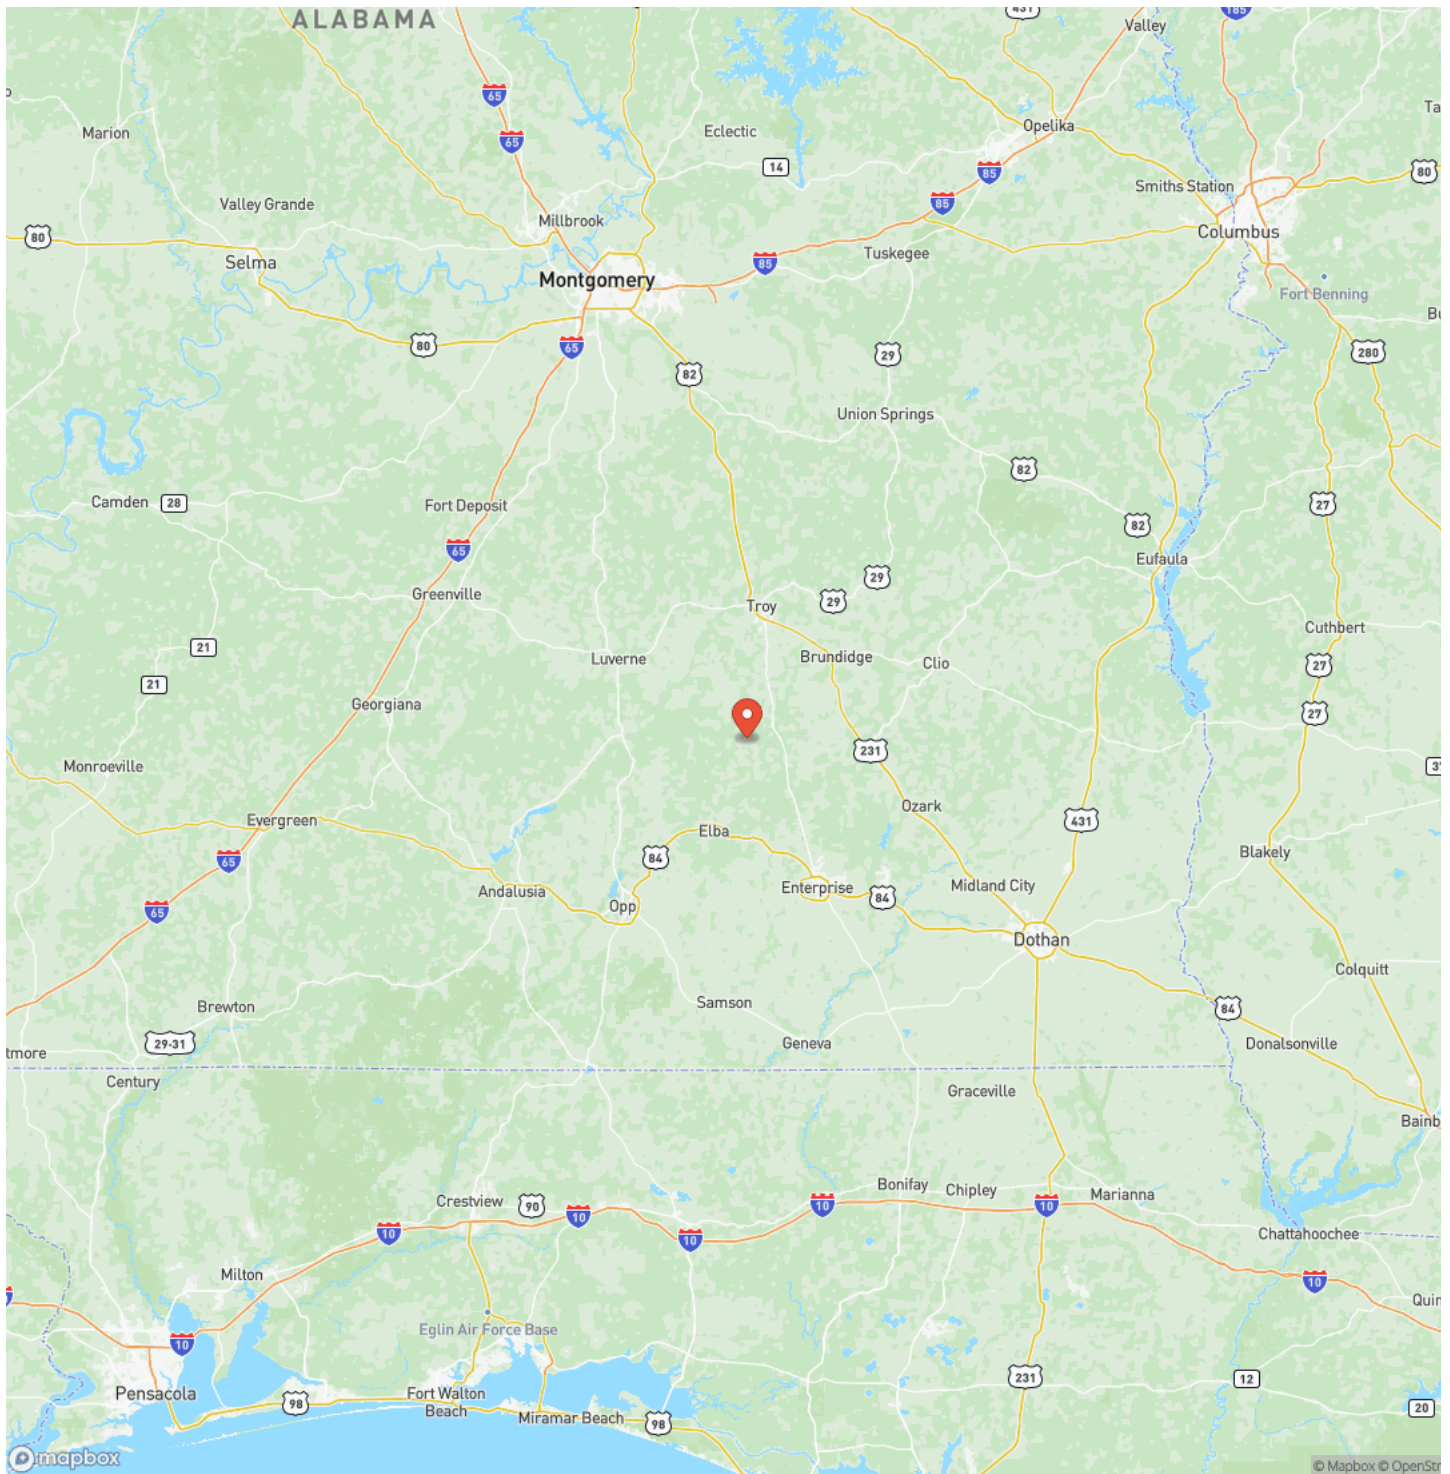 ALABAMA
431
185
Valley
65
Marion
65
Eclectic
Opelika
14
85
Smiths Station
80
Valley Grande
85
Millbrook
80
Columbus
Selma
Tuskegee
85
Montgomery
Fort Benning
80
65
29
280
82
Union Springs
82
Camden
28
Fort Deposit
27
82
65
Eufaula
29
Greenville
29
Troy
Cuthbert
21
Luverne
Brundidge
Clio
27
21
Georgiana
27
231
Monroeville
Ozark
Evergreen
431
Elba
65
84
Blakely
Enterprise
Midland City
Andalusia
84
65
Opp
Dothan
Colquitt
Samson
Brewton
84
29-31
Geneva
Donalsonville
tmore
Century
Graceville
Bainb
Bonifay
Chipley
Marianna
Crestview
90
10
10
10
10
10
Chattahoochee
Milton
10
Quin
Eglin Air Force Base
10
231
12
Pensacola
Fort Walton
Beach
98
Miramar Beach
98
20
mapbox
© Mapbox © OpenStr